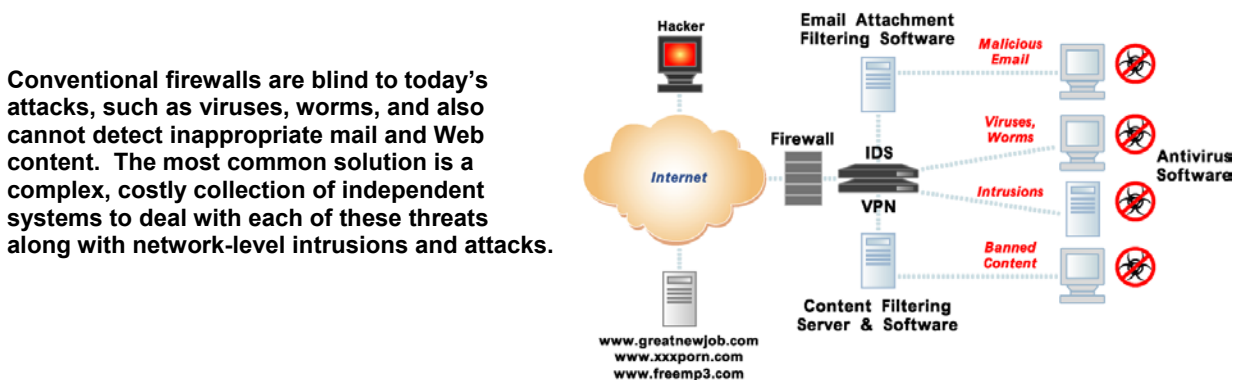 Conventional firewalls are blind to today's
attacks, such as viruses, worms, and also
cannot detect inappropriate mail and Web
content. The most common solution is a
complex, costly collection of independent
systems to deal with each of these threats
along with network-level intrusions and attacks.
Hacker
Internet
www.greatnewjob.com
www.xxxporn.com
www.freemp3.com
Firewall
Email Attachment
Filtering Software
IDS
VPN
Content Filtering
Server & Software
Malicious
Email
Viruses,
Worms
Intrusions
Banned
Content
Antivirus
Software